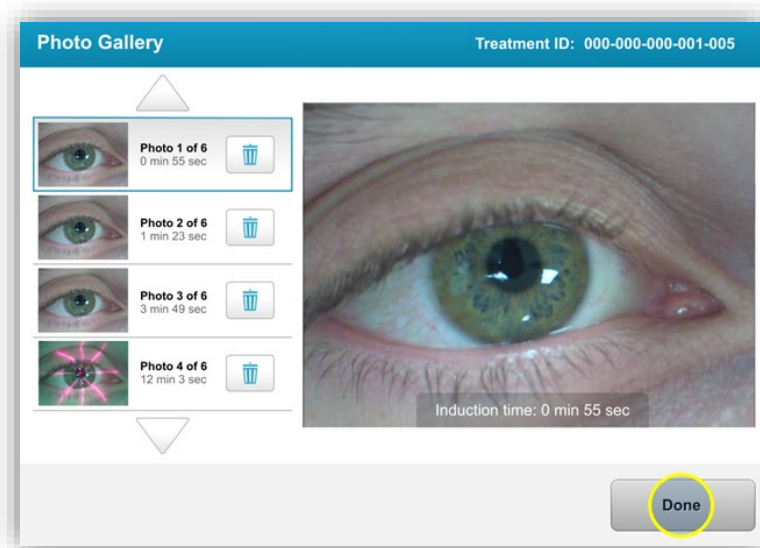 Photo Gallery
Treatment ID: 000-000-000-001-005
Photo 1 of 6
0 min 55 sec
Photo 2 of 6
1 min 23 sec
Photo 3 of 6
3 min 49 sec
Photo 4 of 6
12 min 3 sec
Induction time: 0 min 55 sec
Done